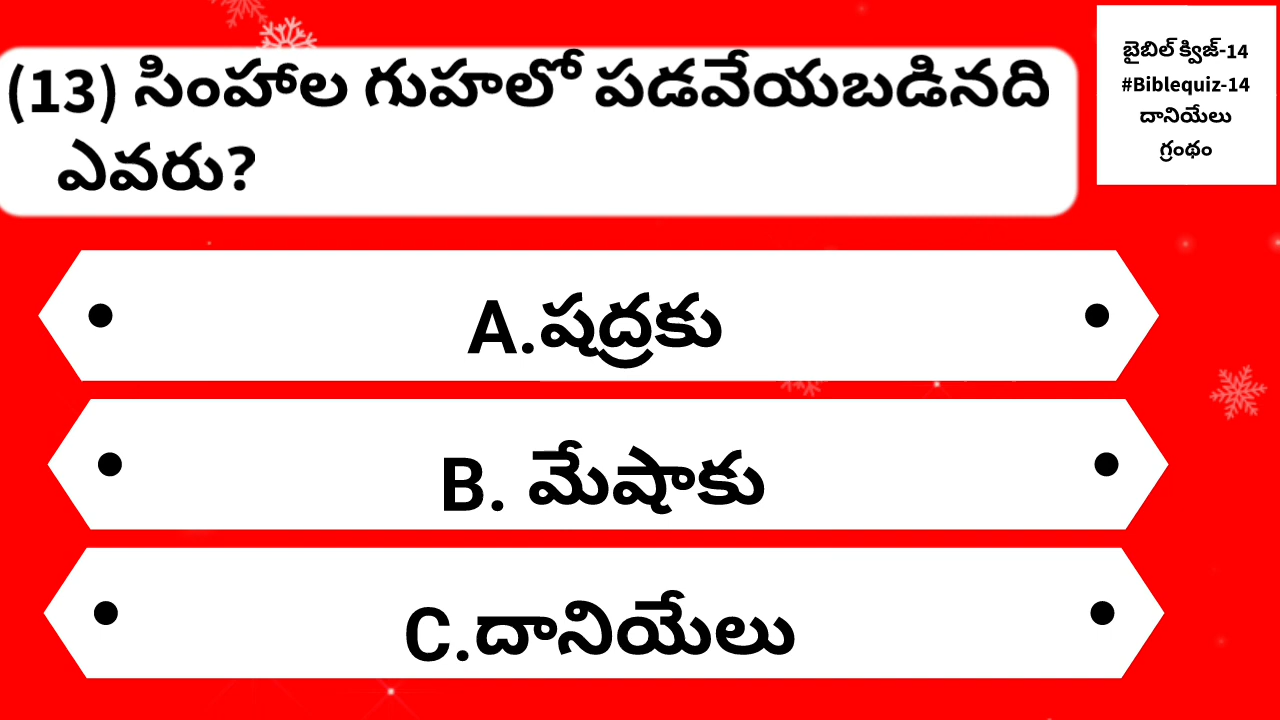 (13) సింహాల గుహలో పడవేయబడినది
ఎవరు?
బైబిల్ క్విజ్-14
#Biblequiz-14
దానియేలు
గ్రంథం
A.షద్రకు
B. మేషాకు
C.దానియేలు